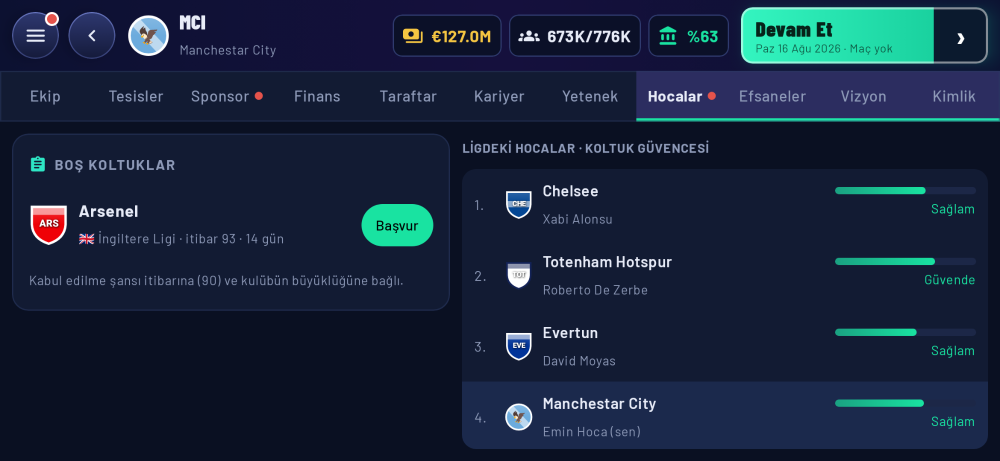 MCI
Manchestar City
€127.0M
673K/776K
%63
Devam Et
Paz 16 Ağu 2026 · Maç yok
Ekip Tesisler Sponsor Finans Taraftar Kariyer Yetenek Hocalar Efsaneler Vizyon Kimlik
BOŞ KOLTUKLAR
ARS
Arsenel
İngiltere Ligi · itibar 93 · 14 gün
Başvur
Kabul edilme şansı itibarına (90) ve kulübün büyüklüğüne bağlı.
LİGDEKİ HOCALAR · KOLTUK GÜVENCESİ
1. CHE Chelsee
Xabi Alonsu
Sağlam
2. TOT Totenham Hotspur
Roberto De Zerbe
Güvende
3. EVE Evertun
David Moyas
Sağlam
4. Manchestar City
Emin Hoca (sen)
Sağlam